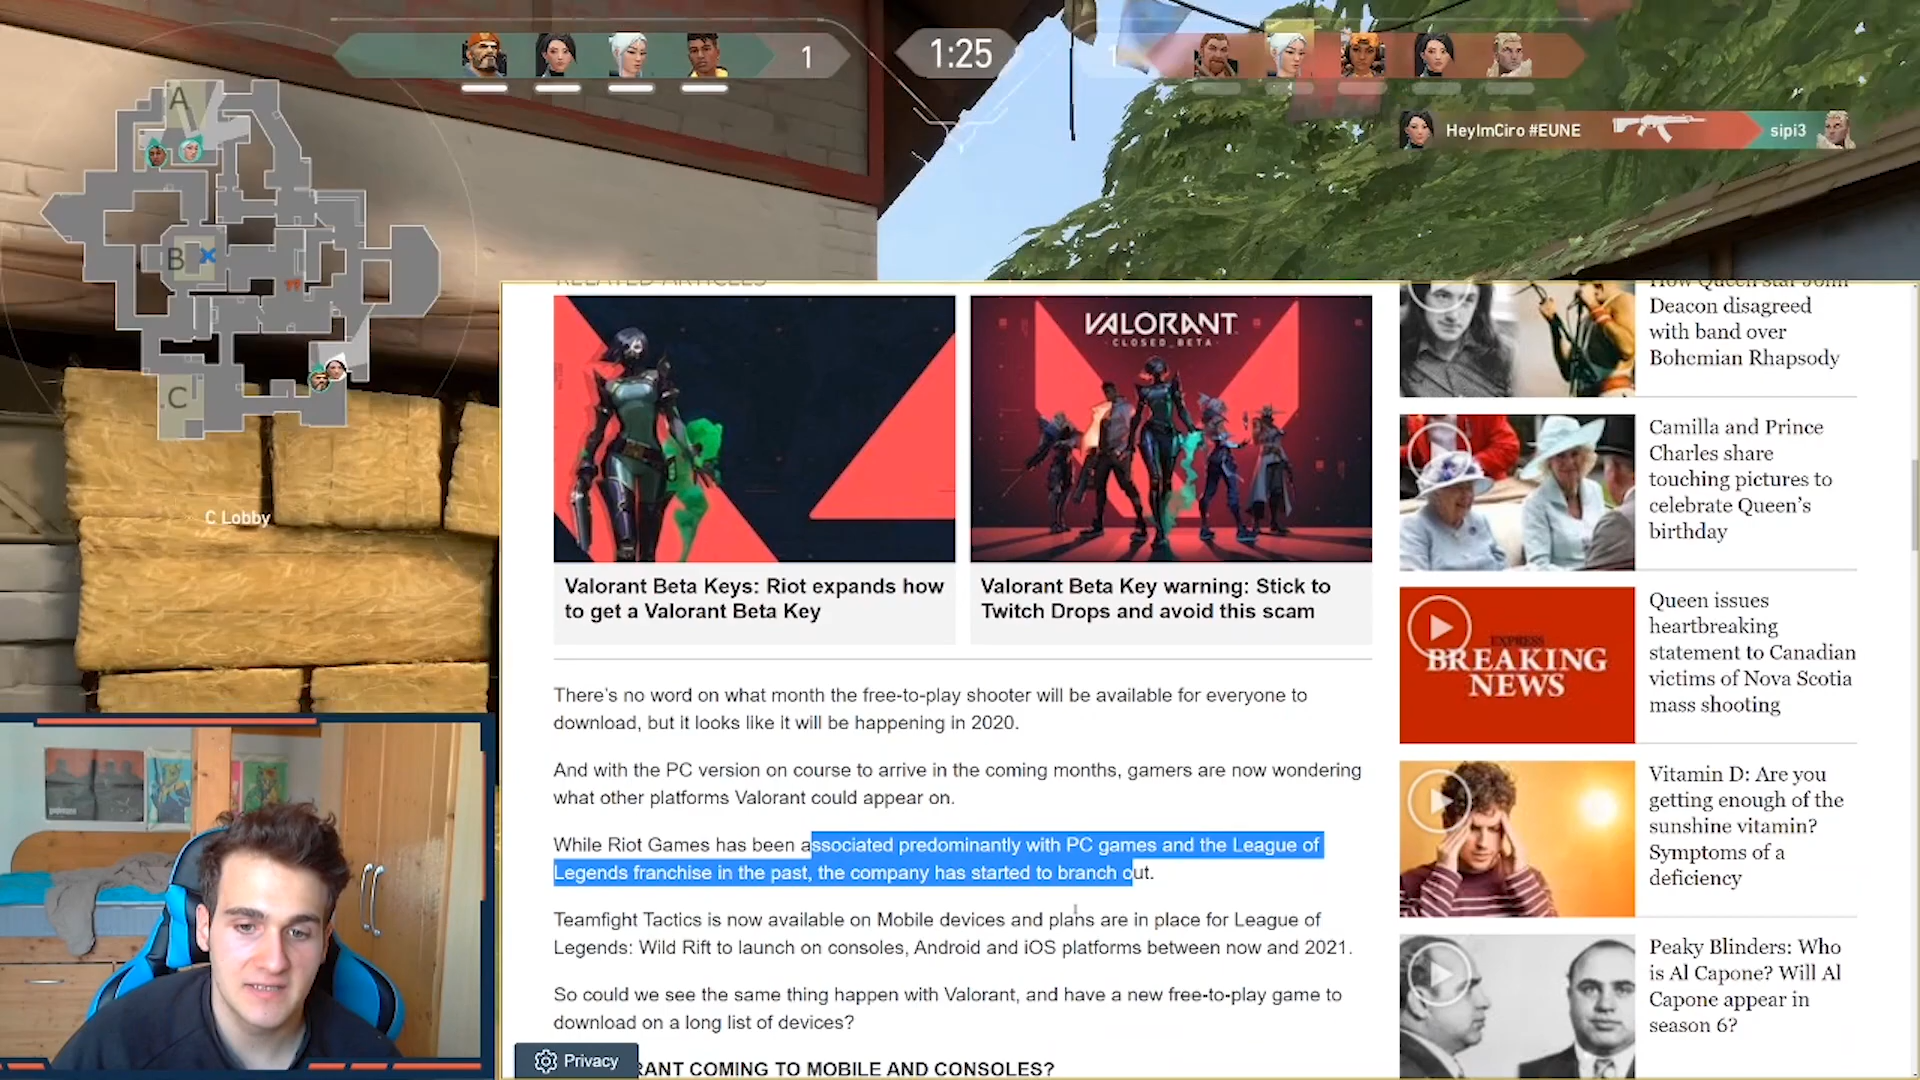 1
1:25
1
HeyImCiro #EUNE
sipi3
A
B
C
??
C Lobby
RELATED ARTICLES
VALORANT
CLOSED_BETA
Valorant Beta Keys: Riot expands how
to get a Valorant Beta Key
Valorant Beta Key warning: Stick to
Twitch Drops and avoid this scam
There's no word on what month the free-to-play shooter will be available for everyone to
download, but it looks like it will be happening in 2020.
And with the PC version on course to arrive in the coming months, gamers are now wondering
what other platforms Valorant could appear on.
While Riot Games has been associated predominantly with PC games and the League of
Legends franchise in the past, the company has started to branch out.
Teamfight Tactics is now available on Mobile devices and plans are in place for League of
Legends: Wild Rift to launch on consoles, Android and iOS platforms between now and 2021.
So could we see the same thing happen with Valorant, and have a new free-to-play game to
download on a long list of devices?
Privacy
RANT COMING TO MOBILE AND CONSOLES?
How Queen star John
Deacon disagreed
with band over
Bohemian Rhapsody
Camilla and Prince
Charles share
touching pictures to
celebrate Queen's
birthday
EXPRESS
BREAKING
NEWS
Queen issues
heartbreaking
statement to Canadian
victims of Nova Scotia
mass shooting
Vitamin D: Are you
getting enough of the
sunshine vitamin?
Symptoms of a
deficiency
Peaky Blinders: Who
is Al Capone? Will Al
Capone appear in
season 6?